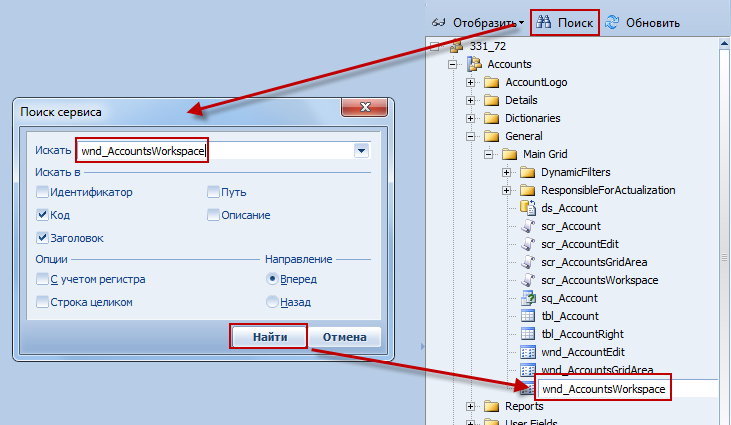 Отобразить Поиск Обновить
331_72
Accounts
AccountLogo
Details
Dictionaries
General
Main Grid
DynamicFilters
ResponsibleForActualization
ds_Account
scr_Account
scr_AccountEdit
scr_AccountsGridArea
scr_AccountsWorkspace
sq_Account
tbl_Account
tbl_AccountRight
wnd_AccountEdit
wnd_AccountsGridArea
wnd_AccountsWorkspace
Reports
User Fields
Поиск сервиса
Искать wnd_AccountsWorkspace
Искать в
Идентификатор Путь
Код Описание
Заголовок
Опции Направление
С учетом регистра Вперед
Строка целиком Назад
Найти Отмена